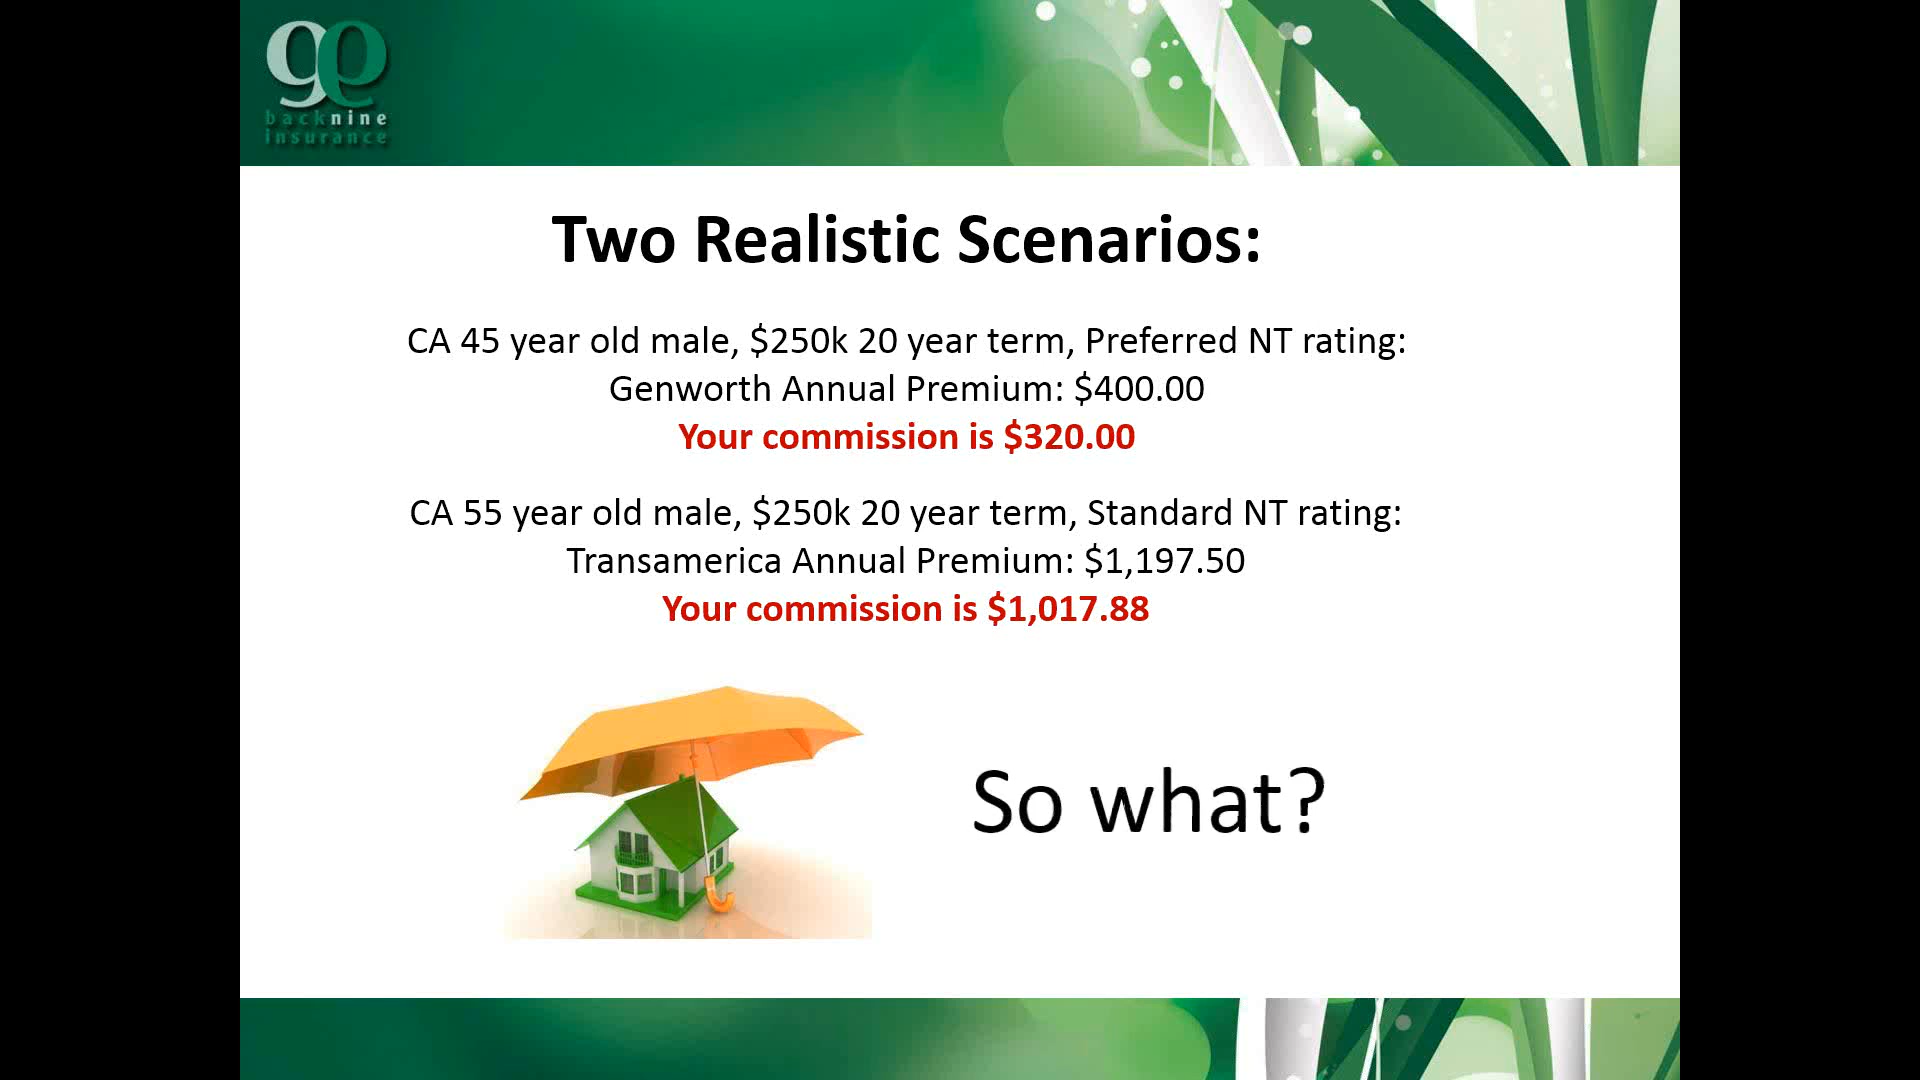 backnine
insurance
Two Realistic Scenarios:
CA 45 year old male, $250k 20 year term, Preferred NT rating:
Genworth Annual Premium: $400.00
Your commission is $320.00
CA 55 year old male, $250k 20 year term, Standard NT rating:
Transamerica Annual Premium: $1,197.50
Your commission is $1,017.88
So what?